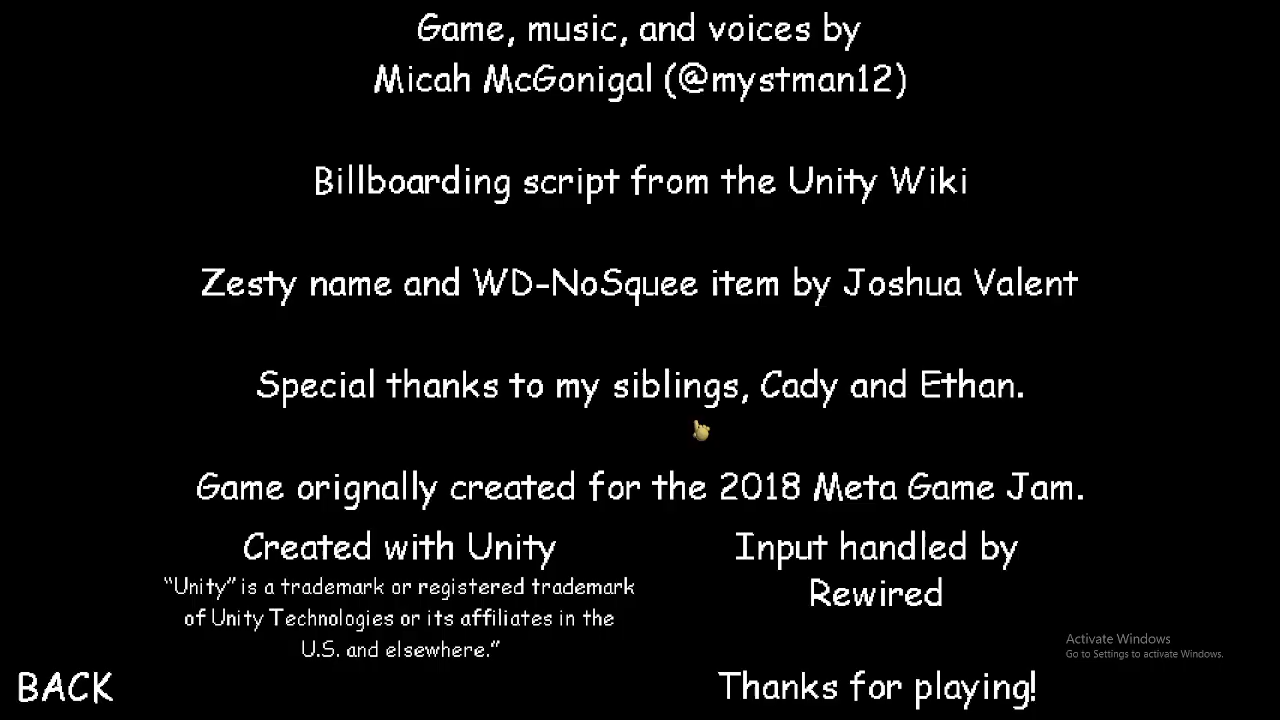 Game, music, and voices by
Micah McGonigal (@mystman12)
Billboarding script from the Unity Wiki
Zesty name and WD-NoSquee item by Joshua Valent
Special thanks to my siblings, Cady and Ethan.
Game orignally created for the 2018 Meta Game Jam.
Created with Unity
“Unity” is a trademark or registered trademark
of Unity Technologies or its affiliates in the
U.S. and elsewhere.”
Input handled by
Rewired
Activate Windows
Go to Settings to activate Windows.
BACK
Thanks for playing!